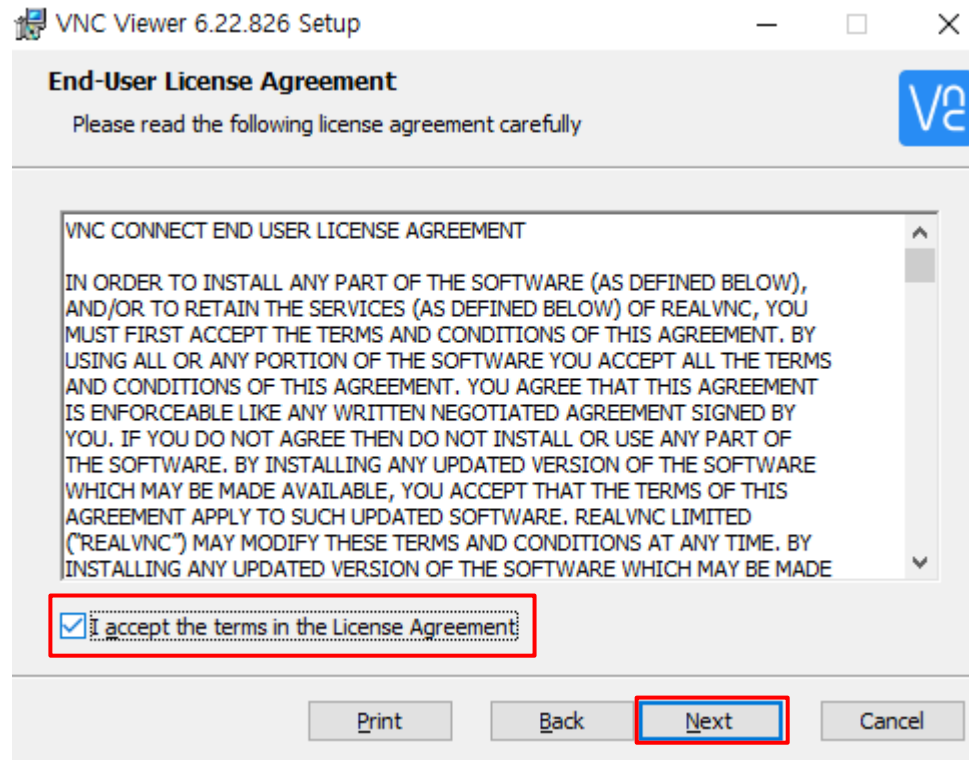 VNC Viewer 6.22.826 Setup
End-User License Agreement
Please read the following license agreement carefully
VNC
VNC CONNECT END USER LICENSE AGREEMENT
IN ORDER TO INSTALL ANY PART OF THE SOFTWARE (AS DEFINED BELOW),
AND/OR TO RETAIN THE SERVICES (AS DEFINED BELOW) OF REALVNC, YOU
MUST FIRST ACCEPT THE TERMS AND CONDITIONS OF THIS AGREEMENT. BY
USING ALL OR ANY PORTION OF THE SOFTWARE YOU ACCEPT ALL THE TERMS
AND CONDITIONS OF THIS AGREEMENT. YOU AGREE THAT THIS AGREEMENT
IS ENFORCEABLE LIKE ANY WRITTEN NEGOTIATED AGREEMENT SIGNED BY
YOU. IF YOU DO NOT AGREE THEN DO NOT INSTALL OR USE ANY PART OF
THE SOFTWARE. BY INSTALLING ANY UPDATED VERSION OF THE SOFTWARE
WHICH MAY BE MADE AVAILABLE, YOU ACCEPT THAT THE TERMS OF THIS
AGREEMENT APPLY TO SUCH UPDATED SOFTWARE. REALVNC LIMITED
("REALVNC") MAY MODIFY THESE TERMS AND CONDITIONS AT ANY TIME. BY
INSTALLING ANY UPDATED VERSION OF THE SOFTWARE WHICH MAY BE MADE
I accept the terms in the License Agreement
Print Back Next Cancel